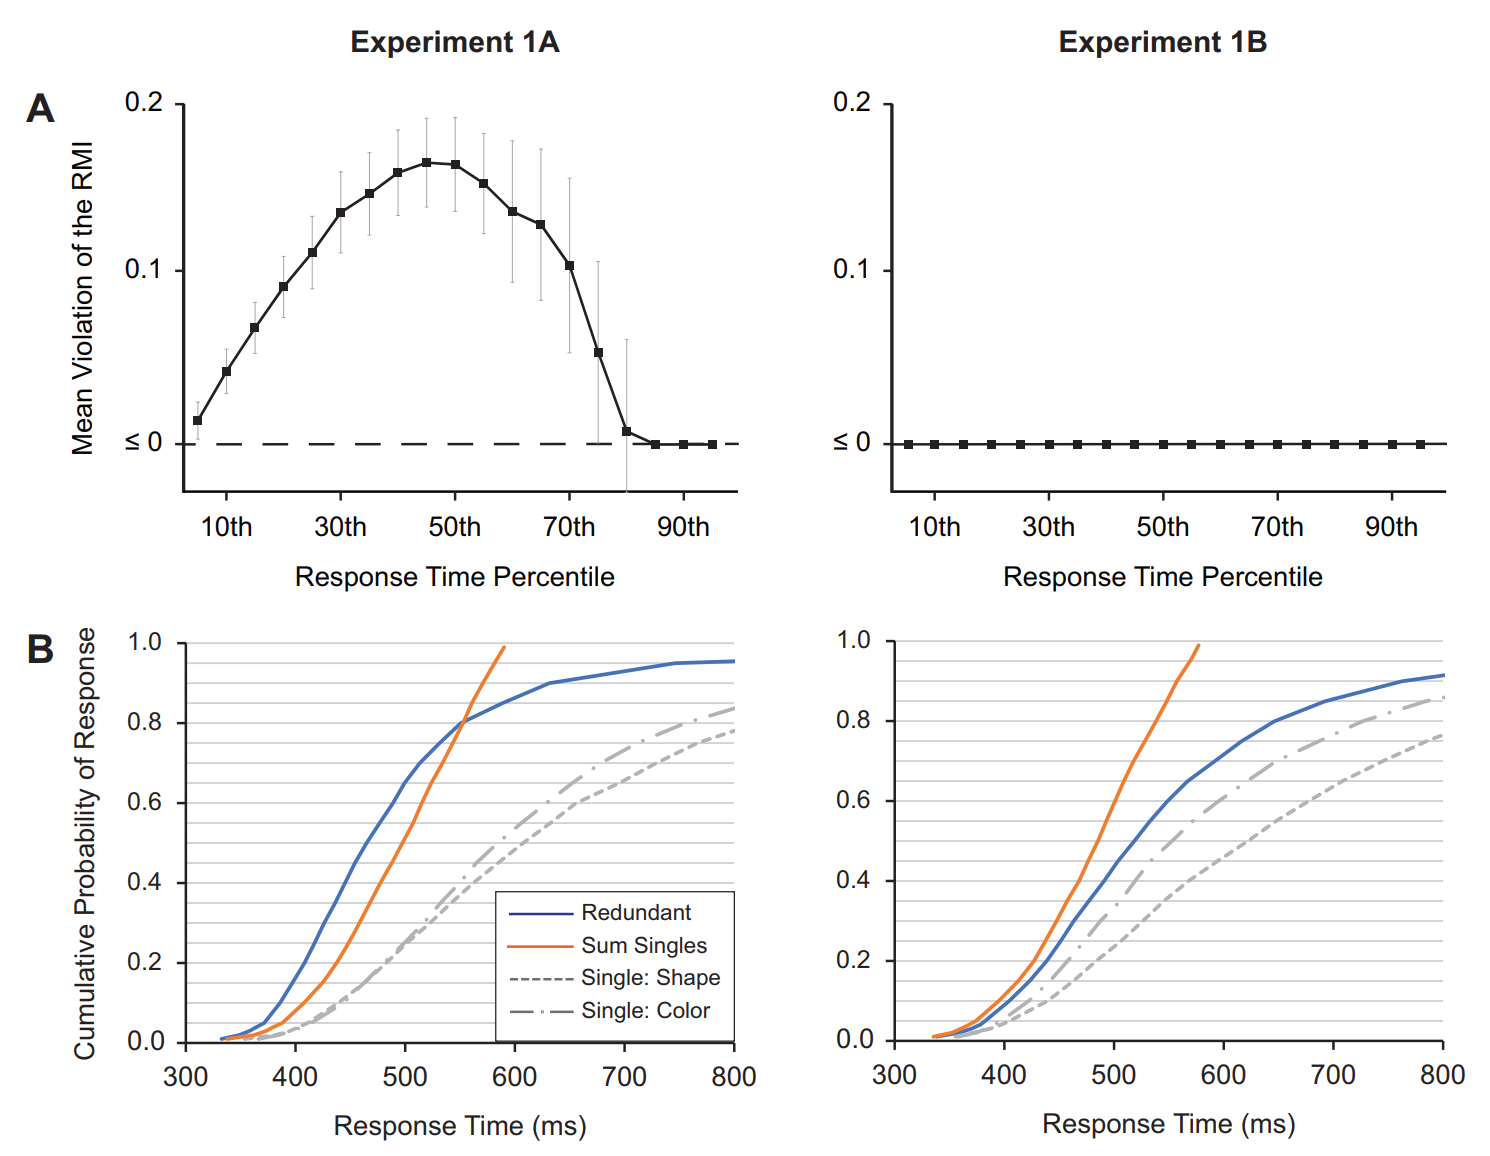 Experiment 1A
Experiment 1B
A
Mean Violation of the RMI
0.2
0.1
≤ 0
10th 30th 50th 70th 90th
Response Time Percentile
0.2
0.1
≤ 0
10th 30th 50th 70th 90th
Response Time Percentile
B
Cumulative Probability of Response
1.0
0.8
0.6
0.4
0.2
0.0
300 400 500 600 700 800
Response Time (ms)
Redundant
Sum Singles
Single: Shape
Single: Color
1.0
0.8
0.6
0.4
0.2
0.0
300 400 500 600 700 800
Response Time (ms)